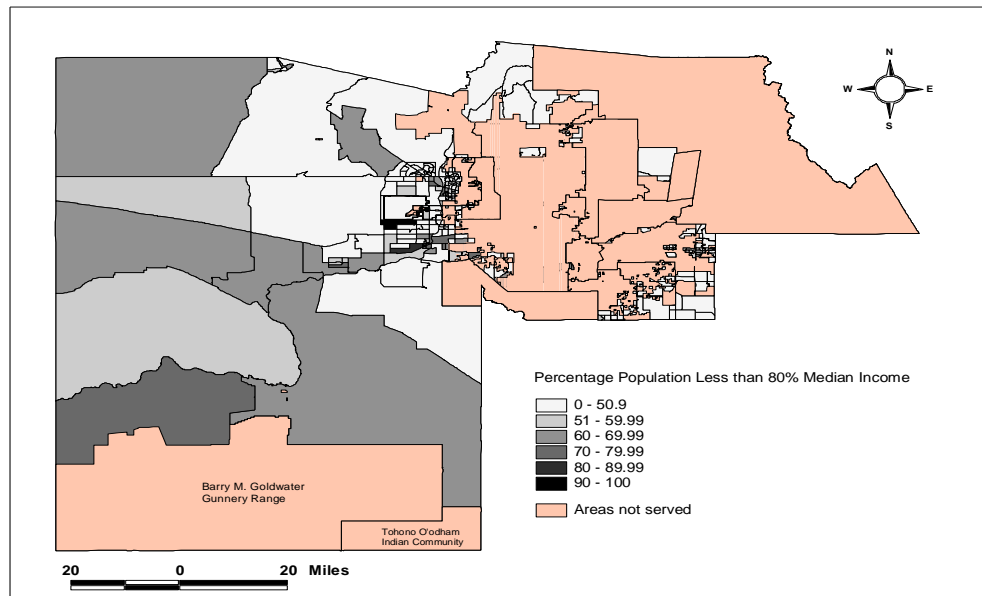 N
W E
S
Percentage Population Less than 80% Median Income
0 - 50.9
51 - 59.99
60 - 69.99
70 - 79.99
80 - 89.99
90 - 100
Areas not served
Barry M. Goldwater
Gunnery Range
Tohono O'odham
Indian Community
20 0 20 Miles